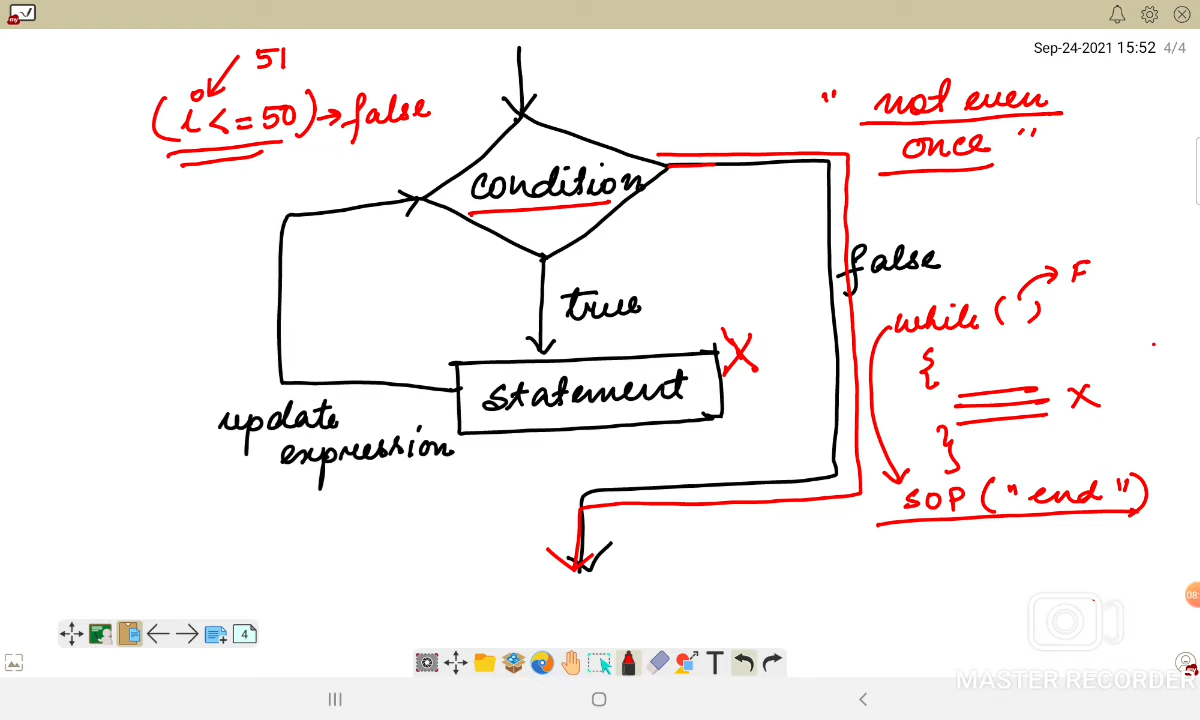 Sep-24-2021 15:52 4/4
51
(i <= 50) → false
" not even
once "
condition
false
true
F
while ( )
{
statement
X
X
update
expression
}
SOP ("end")
4
T
08:
MASTER RECORDER